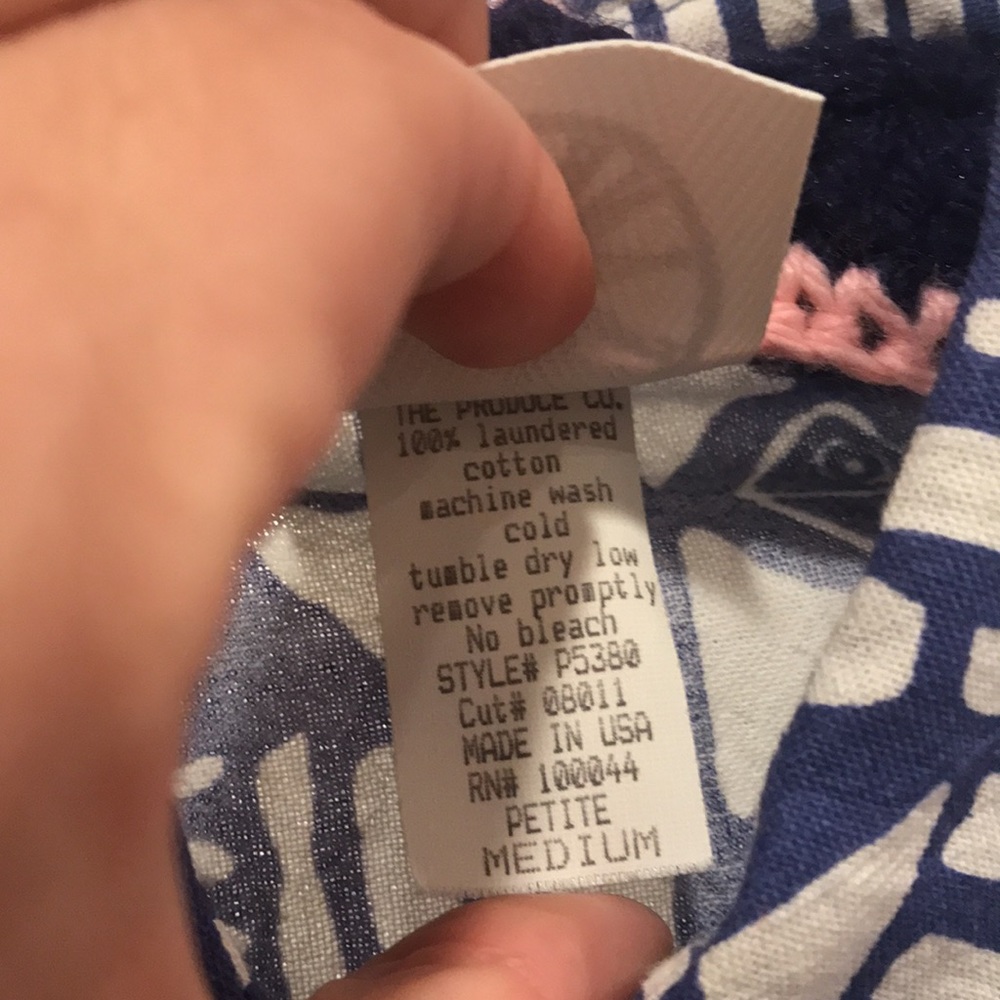 THE PRODUCE CO.
100% laundered
cotton
machine wash
cold
tumble dry low
remove promptly
No bleach
STYLE# P5380
Cut# 08011
MADE IN USA
RN# 100044
PETITE
MEDIUM